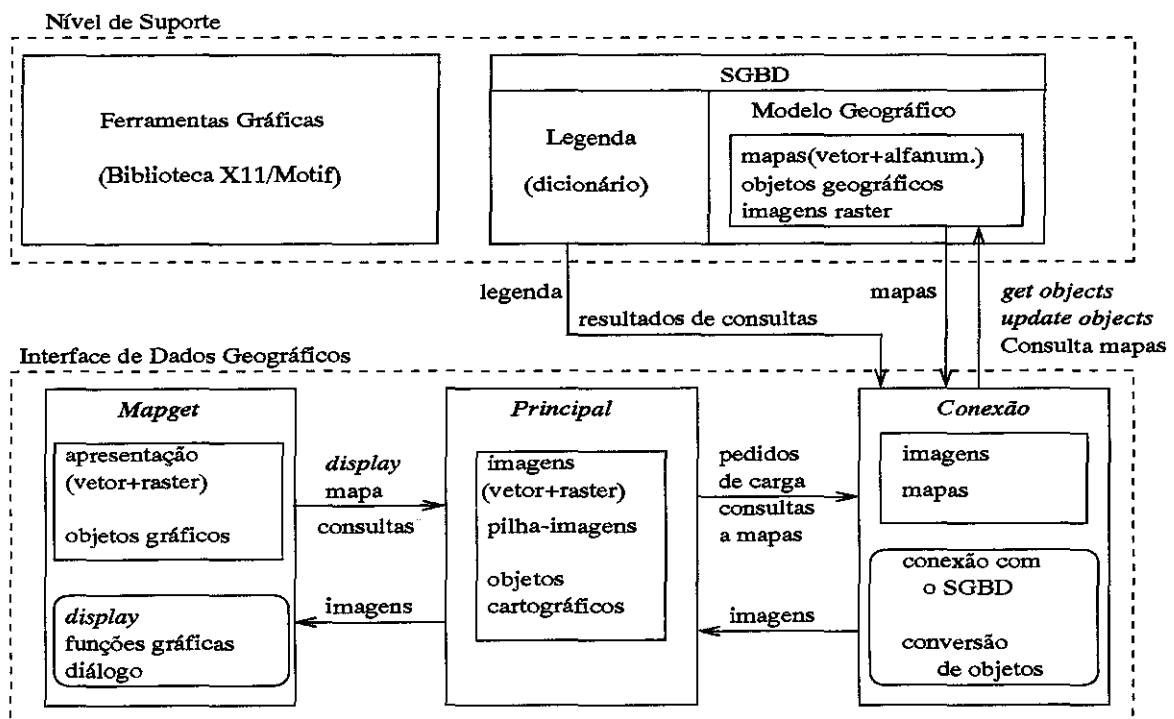 Nível de Suporte
Ferramentas Gráficas
(Biblioteca X11/Motif)
SGBD
Legenda
(dicionário)
Modelo Geográfico
mapas(vetor+alfanum.)
objetos geográficos
imagens raster
legenda
resultados de consultas
mapas
get objects
update objects
Consulta mapas
Interface de Dados Geográficos
Mapget
apresentação
(vetor+raster)
objetos gráficos
display
funções gráficas
diálogo
display
mapa
consultas
imagens
Principal
imagens
(vetor+raster)
pilha-imagens
objetos
cartográficos
pedidos
de carga
consultas
a mapas
imagens
Conexão
imagens
mapas
conexão com
o SGBD
conversão
de objetos